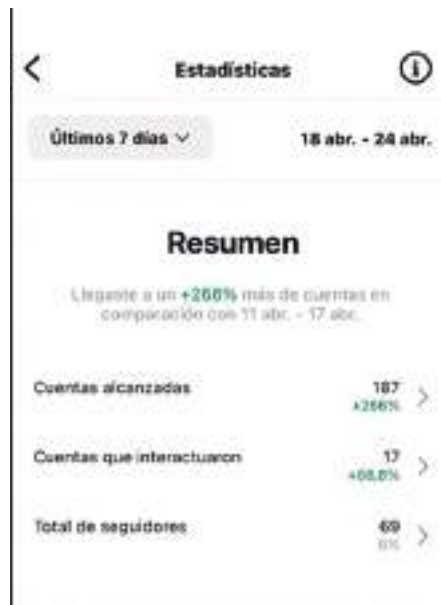 Estadísticas
Últimos 7 días
18 abr. - 24 abr.
Resumen
Llegaste a un +266% más de cuentas en
comparación con 11 abr. - 17 abr.
Cuentas alcanzadas
187
+266%
Cuentas que interactuaron
17
Total de seguidores
69